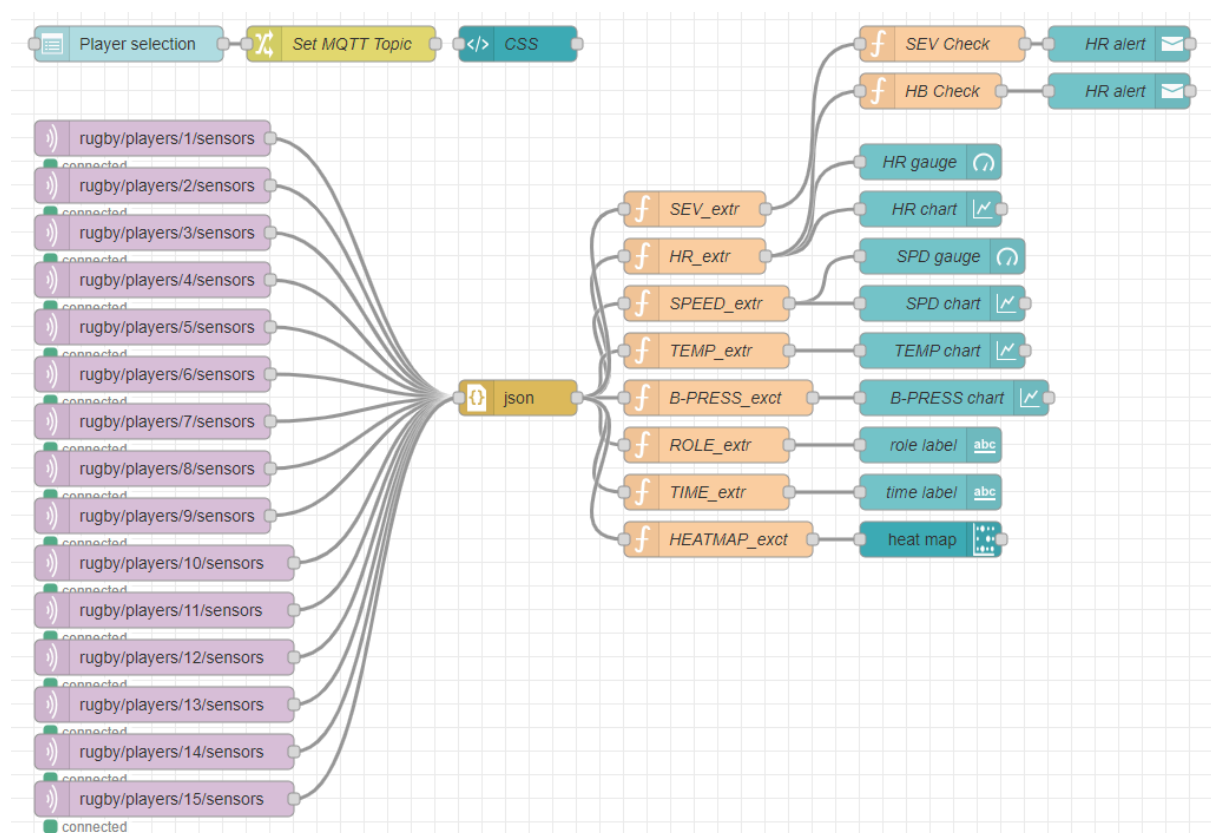 Player selection
Set MQTT Topic
</> CSS
SEV Check
HR alert
HB Check
HR alert
rugby/players/1/sensors
connected
rugby/players/2/sensors
connected
rugby/players/3/sensors
connected
rugby/players/4/sensors
connected
rugby/players/5/sensors
connected
rugby/players/6/sensors
connected
rugby/players/7/sensors
connected
rugby/players/8/sensors
connected
rugby/players/9/sensors
connected
rugby/players/10/sensors
connected
rugby/players/11/sensors
connected
rugby/players/12/sensors
connected
rugby/players/13/sensors
connected
rugby/players/14/sensors
connected
rugby/players/15/sensors
connected
{} json
f SEV_extr
f HR_extr
f SPEED_extr
f TEMP_extr
f B-PRESS_exct
f ROLE_extr
f TIME_extr
f HEATMAP_exct
HR gauge
HR chart
SPD gauge
SPD chart
TEMP chart
B-PRESS chart
role label abc
time label abc
heat map